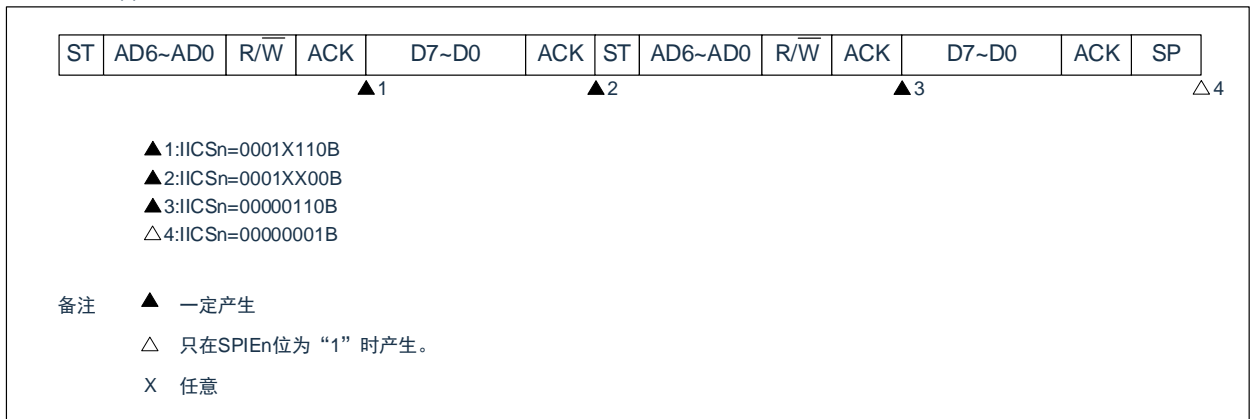 ST AD6~AD0 R/W̅ ACK D7~D0 ACK ST AD6~AD0 R/W̅ ACK D7~D0 ACK SP
▲1 ▲2 ▲3 △4
▲1:IICSn=0001X110B
▲2:IICSn=0001XX00B
▲3:IICSn=00000110B
△4:IICSn=00000001B
备注 ▲ 一定产生
△ 只在SPIEn位为“1”时产生。
X 任意